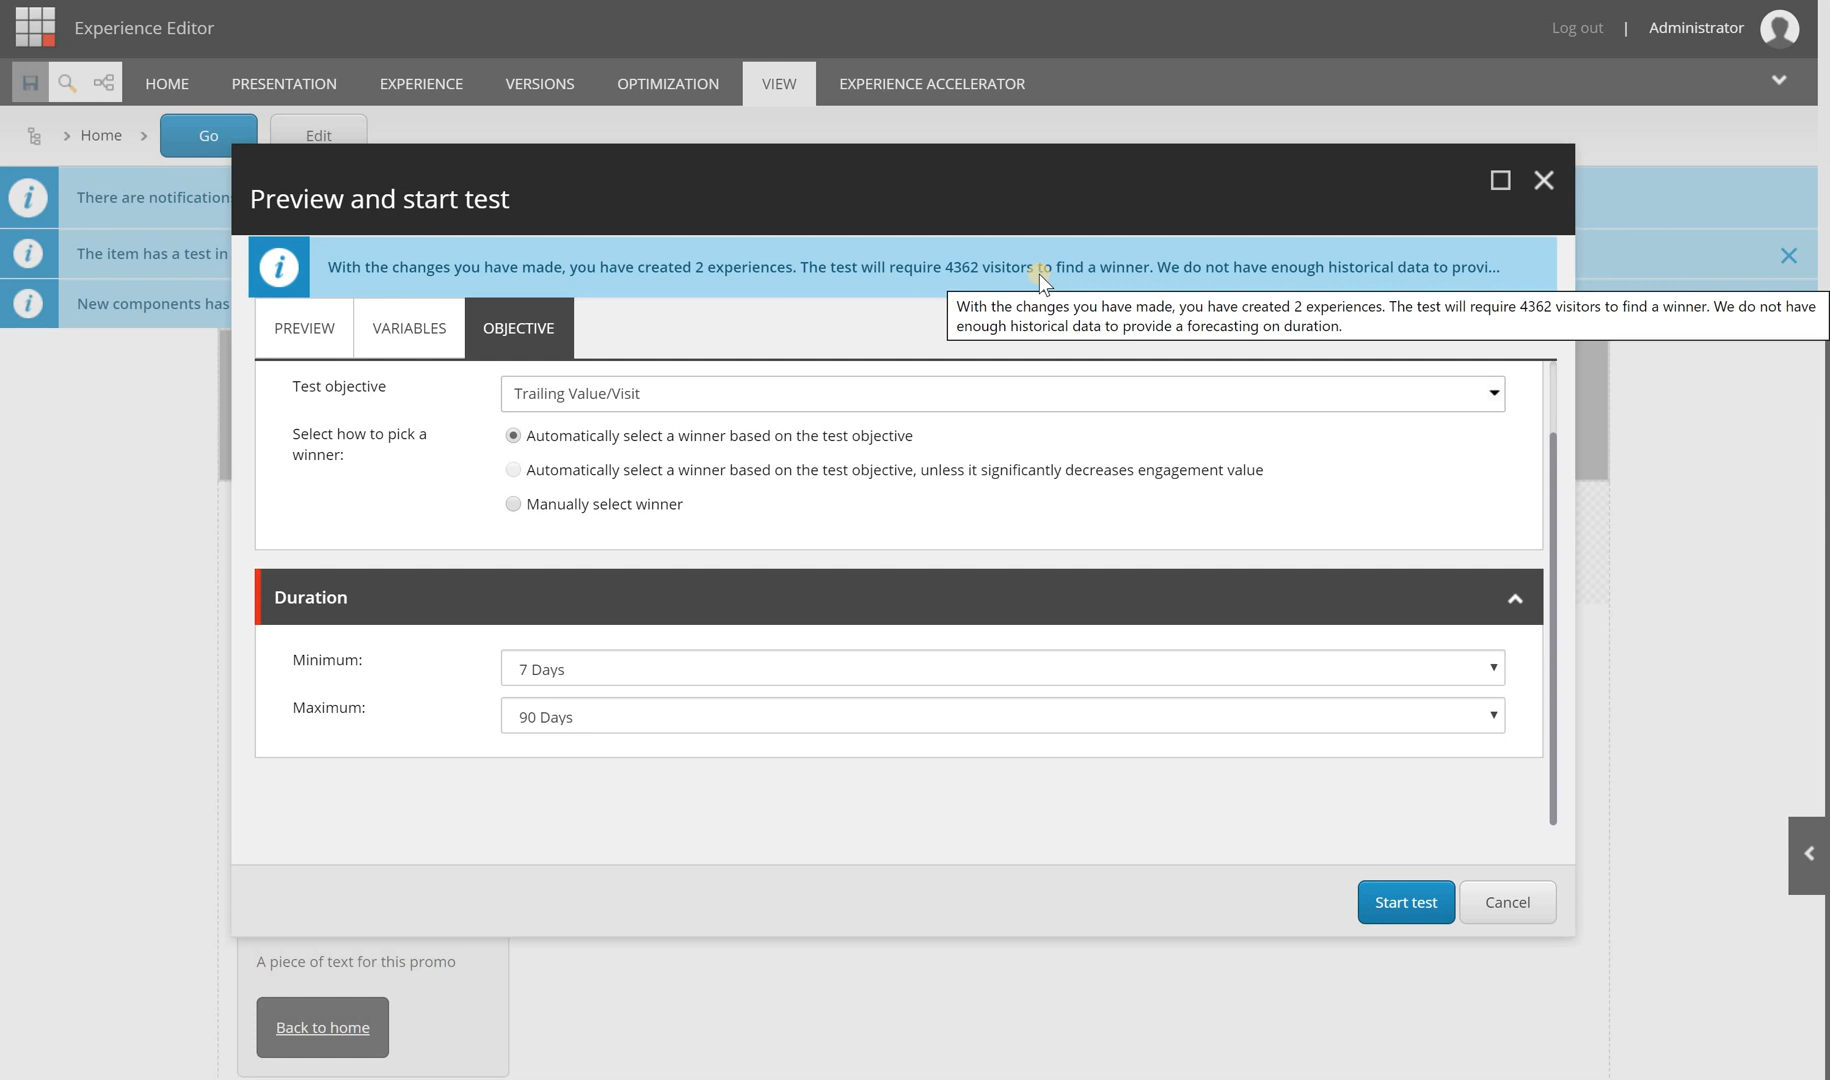 Experience Editor
Log out | Administrator
HOME PRESENTATION EXPERIENCE VERSIONS OPTIMIZATION VIEW EXPERIENCE ACCELERATOR
Home Go Edit
There are notification
The item has a test in
New components has
Preview and start test
With the changes you have made, you have created 2 experiences. The test will require 4362 visitors to find a winner. We do not have enough historical data to provi...
With the changes you have made, you have created 2 experiences. The test will require 4362 visitors to find a winner. We do not have
enough historical data to provide a forecasting on duration.
PREVIEW VARIABLES OBJECTIVE
Test objective Trailing Value/Visit
Select how to pick a
winner:
Automatically select a winner based on the test objective
Automatically select a winner based on the test objective, unless it significantly decreases engagement value
Manually select winner
Duration
Minimum: 7 Days
Maximum: 90 Days
Start test Cancel
A piece of text for this promo
Back to home